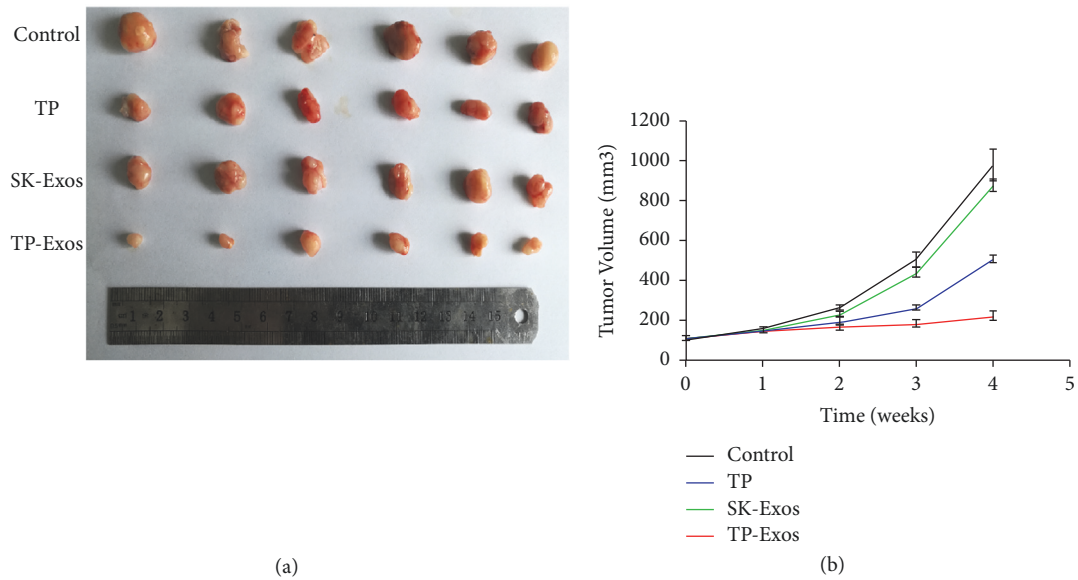 Control
TP
SK-Exos
TP-Exos
1 2 3 4 5 6 7 8 9 10 11 12 13 14 15
(a)
Tumor Volume (mm3)
1200
1000
800
600
400
200
0
0 1 2 3 4 5
Time (weeks)
Control
TP
SK-Exos
TP-Exos
(b)